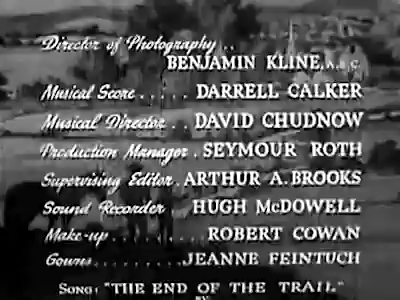 Director of Photography..
BENJAMIN KLINE, A.S.C.
Musical Score..... DARRELL CALKER
Musical Director.. DAVID CHUDNOW
Production Manager. SEYMOUR ROTH
Supervising Editor. ARTHUR A. BROOKS
Sound Recorder.. HUGH McDOWELL
Make-up......... ROBERT COWAN
Gowns......... JEANNE FEINTUCH
SONG: "THE END OF THE TRAIL"
BY